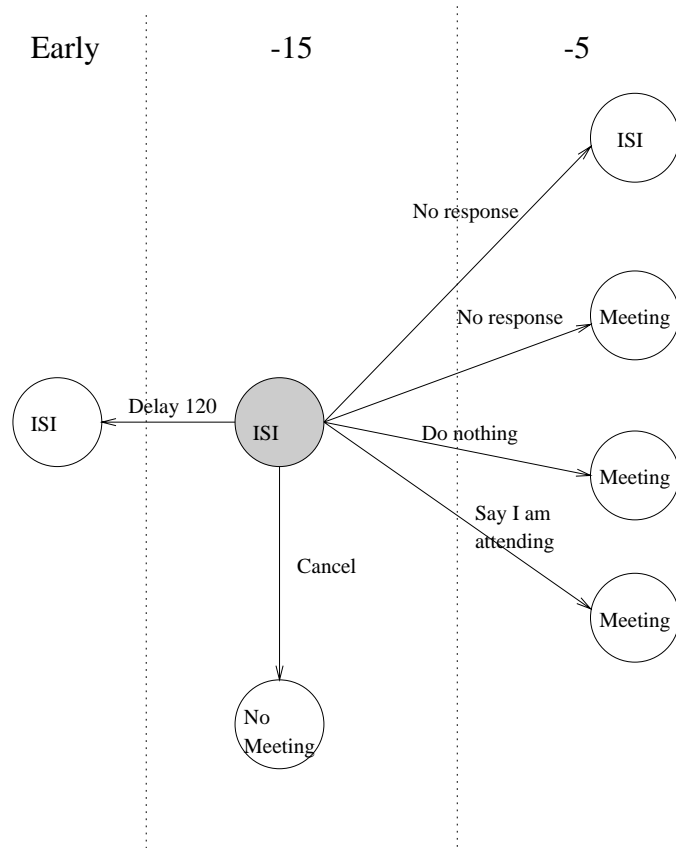 Early
-15
-5
ISI
No response
No response
Meeting
ISI
Delay 120
ISI
Do nothing
Meeting
Say I am
attending
Cancel
Meeting
No
Meeting